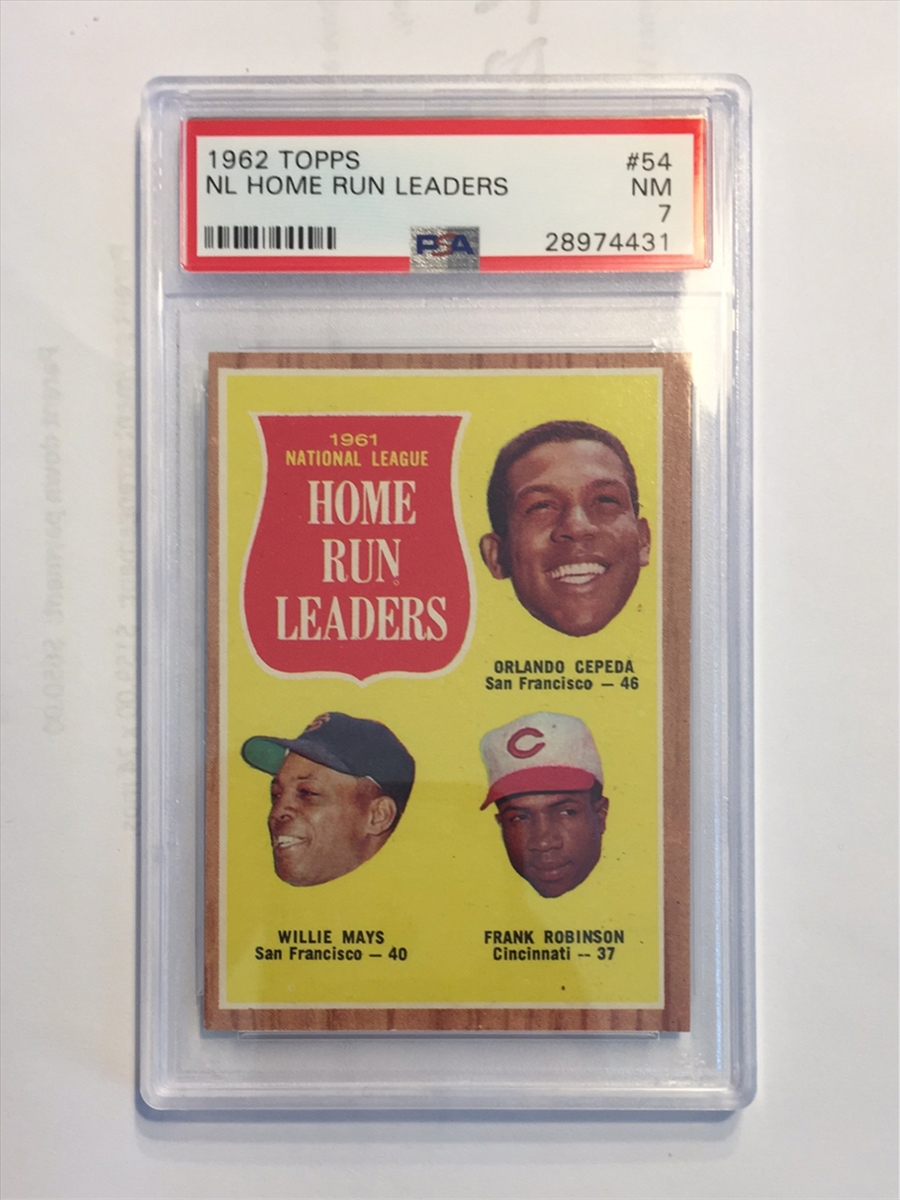 1962 TOPPS #54
NL HOME RUN LEADERS NM
7
PSA 28974431
1961
NATIONAL LEAGUE
HOME
RUN
LEADERS
ORLANDO CEPEDA
San Francisco — 46
C
WILLIE MAYS
San Francisco — 40
FRANK ROBINSON
Cincinnati -- 37